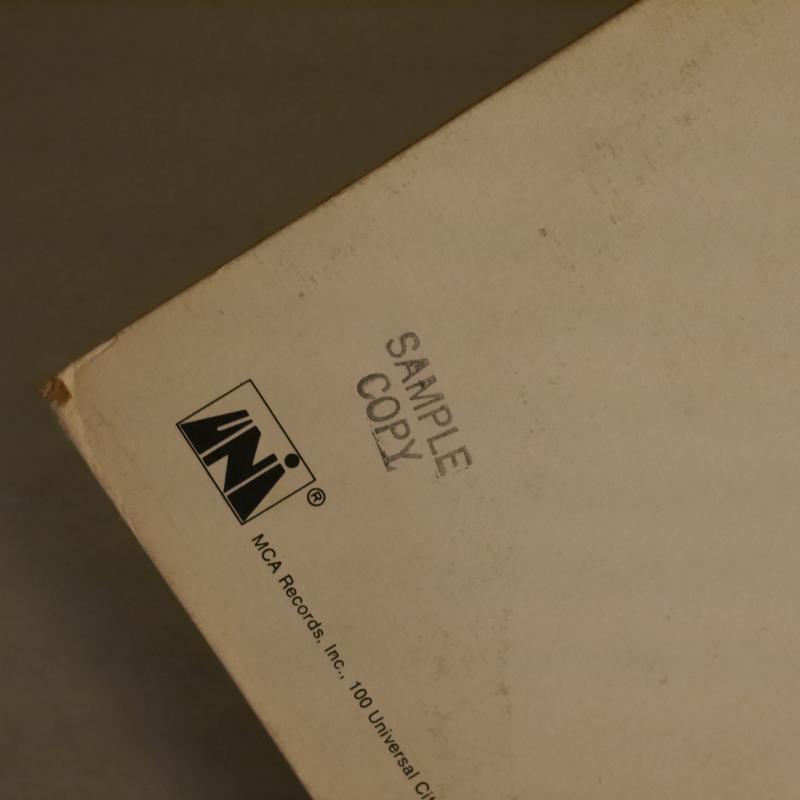 SAMPLE
COPY
UNI
®
MCA Records, Inc., 100 Universal